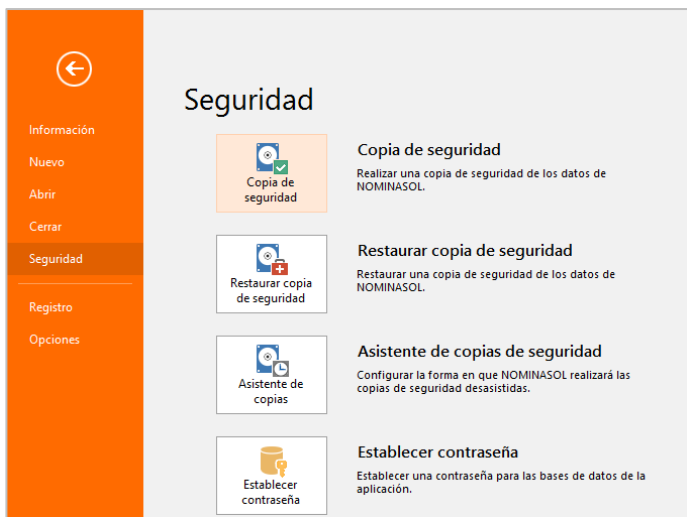 Seguridad
Información
Nuevo
Abrir
Cerrar
Seguridad
Registro
Opciones
Copia de
seguridad
Copia de seguridad
Realizar una copia de seguridad de los datos de
NOMINASOL.
Restaurar copia
de seguridad
Restaurar copia de seguridad
Restaurar una copia de seguridad de los datos de
NOMINASOL.
Asistente de
copias
Asistente de copias de seguridad
Configurar la forma en que NOMINASOL realizará las
copias de seguridad desasistidas.
Establecer
contraseña
Establecer contraseña
Establecer una contraseña para las bases de datos de la
aplicación.